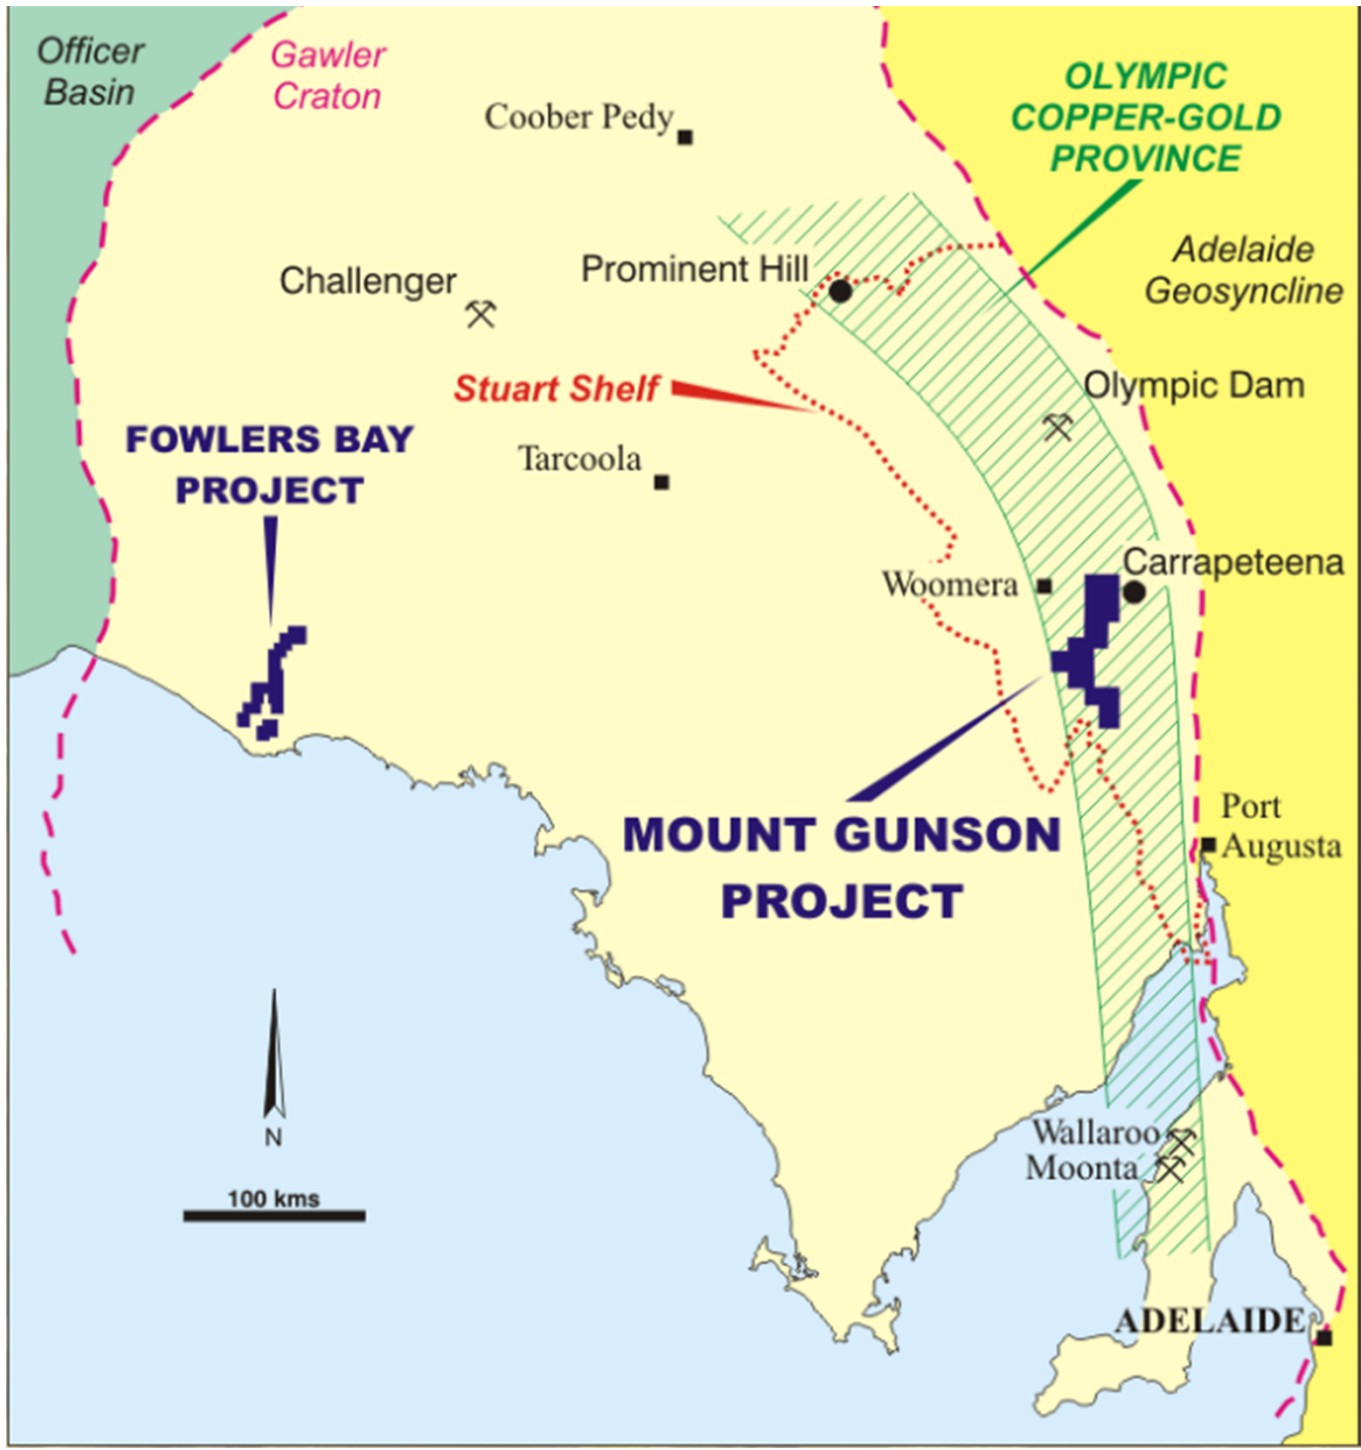 Officer
Basin
Gawler
Craton
Coober Pedy
OLYMPIC
COPPER-GOLD
PROVINCE
Adelaide
Geosyncline
Prominent Hill
Challenger
Stuart Shelf
Olympic Dam
FOWLERS BAY
PROJECT
Tarcoola
Carrapeteena
Woomera
MOUNT GUNSON
PROJECT
Port
Augusta
N
100 kms
Wallaroo
Moonta
ADELAIDE